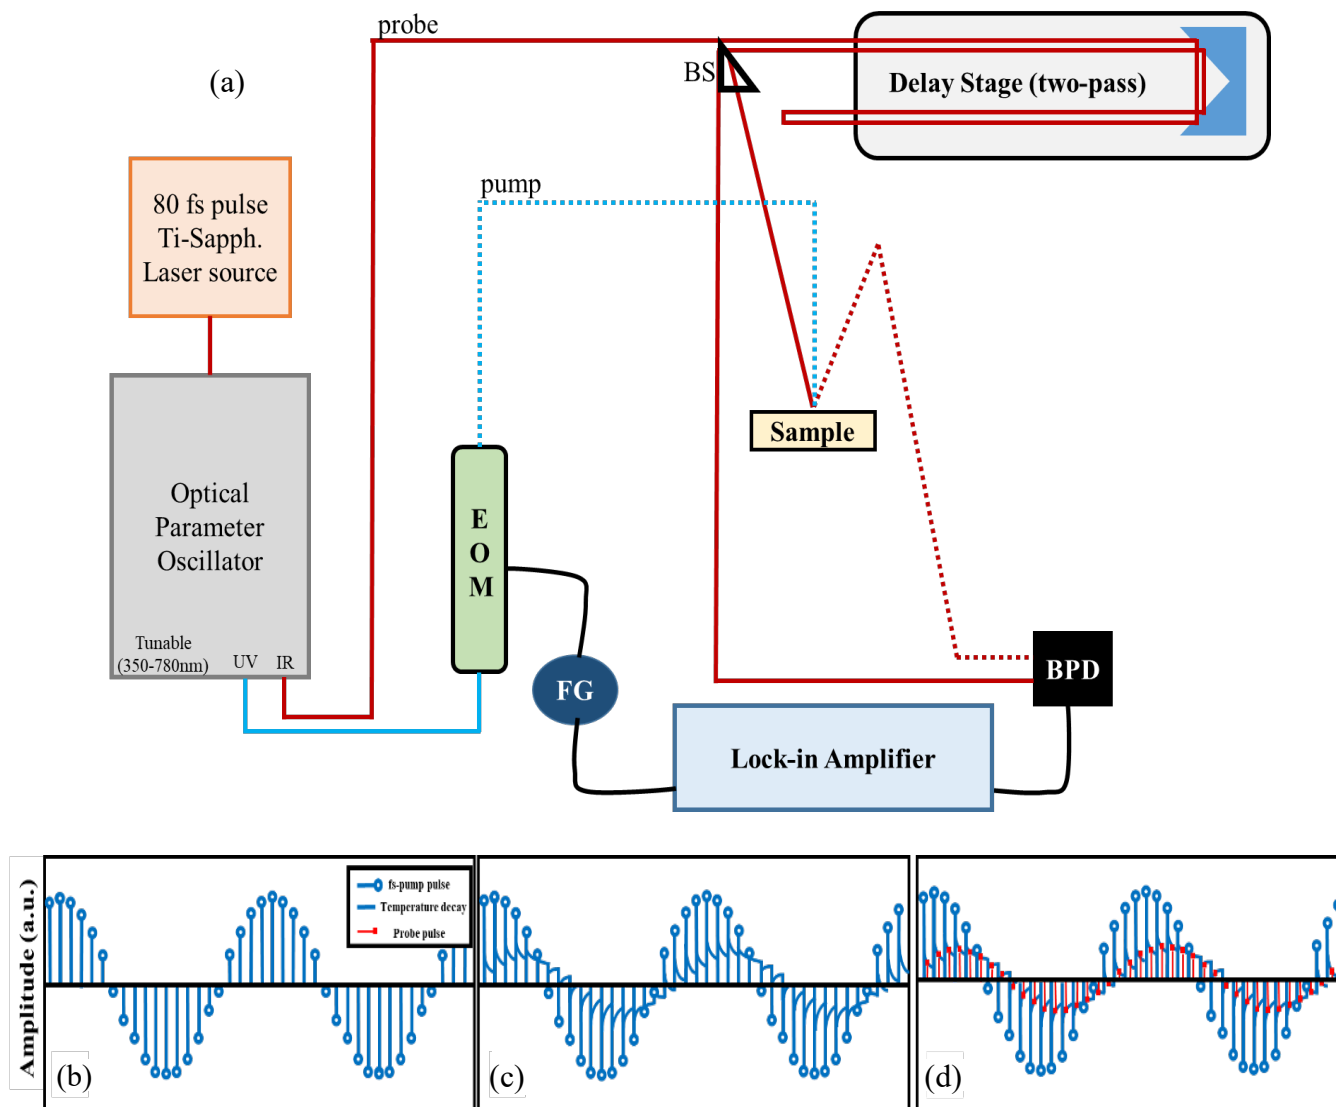 probe
(a)
BS
Delay Stage (two-pass)
80 fs pulse
Ti-Sapph.
Laser source
pump
Sample
Optical
Parameter
Oscillator
E
O
M
Tunable
(350-780nm)
UV
IR
FG
BPD
Lock-in Amplifier
Amplitude (a.u.)
fs-pump pulse
Temperature decay
Probe pulse
(b)
(c)
(d)